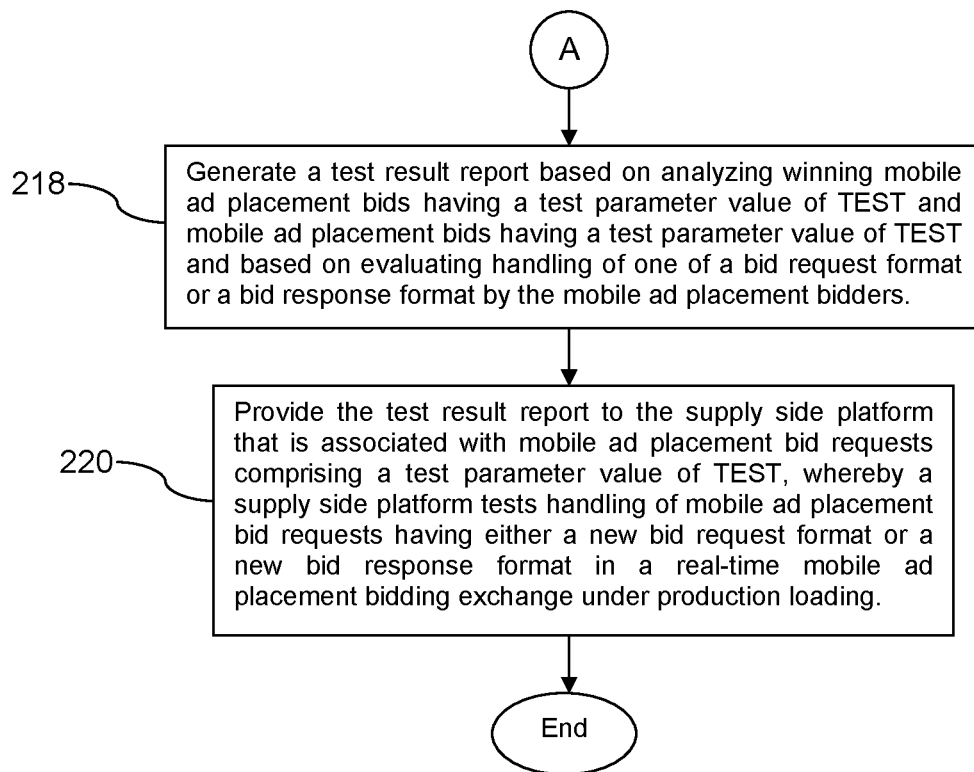 A
218
Generate a test result report based on analyzing winning mobile
ad placement bids having a test parameter value of TEST and
mobile ad placement bids having a test parameter value of TEST
and based on evaluating handling of one of a bid request format
or a bid response format by the mobile ad placement bidders.
220
Provide the test result report to the supply side platform
that is associated with mobile ad placement bid requests
comprising a test parameter value of TEST, whereby a
supply side platform tests handling of mobile ad placement
bid requests having either a new bid request format or a
new bid response format in a real-time mobile ad
placement bidding exchange under production loading.
End